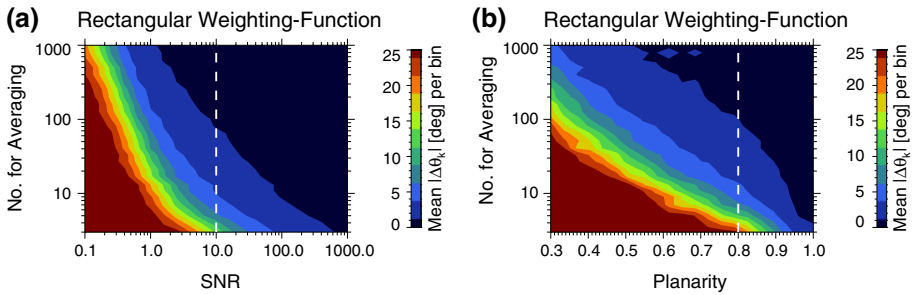 (a) Rectangular Weighting-Function
No. for Averaging
1000
100
10
0.1 1.0 10.0 100.0 1000.0
SNR
25
20
15
10
5
0
Mean |Δθk| [deg] per bin
(b) Rectangular Weighting-Function
No. for Averaging
1000
100
10
0.3 0.4 0.5 0.6 0.7 0.8 0.9 1.0
Planarity
25
20
15
10
5
0
Mean |Δθk| [deg] per bin